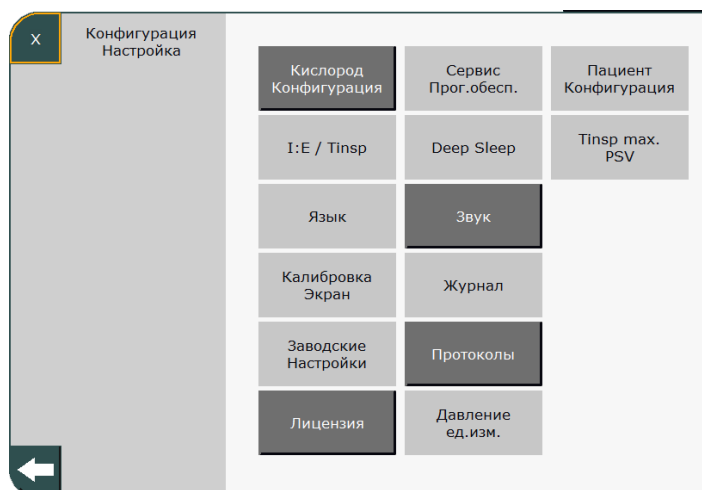 X
Конфигурация
Настройка
Кислород
Конфигурация
Сервис
Прог.обесп.
Пациент
Конфигурация
I:E / Tinsp
Deep Sleep
Tinsp max.
PSV
Язык
Звук
Калибровка
Экран
Журнал
Заводские
Настройки
Протоколы
Лицензия
Давление
ед.изм.